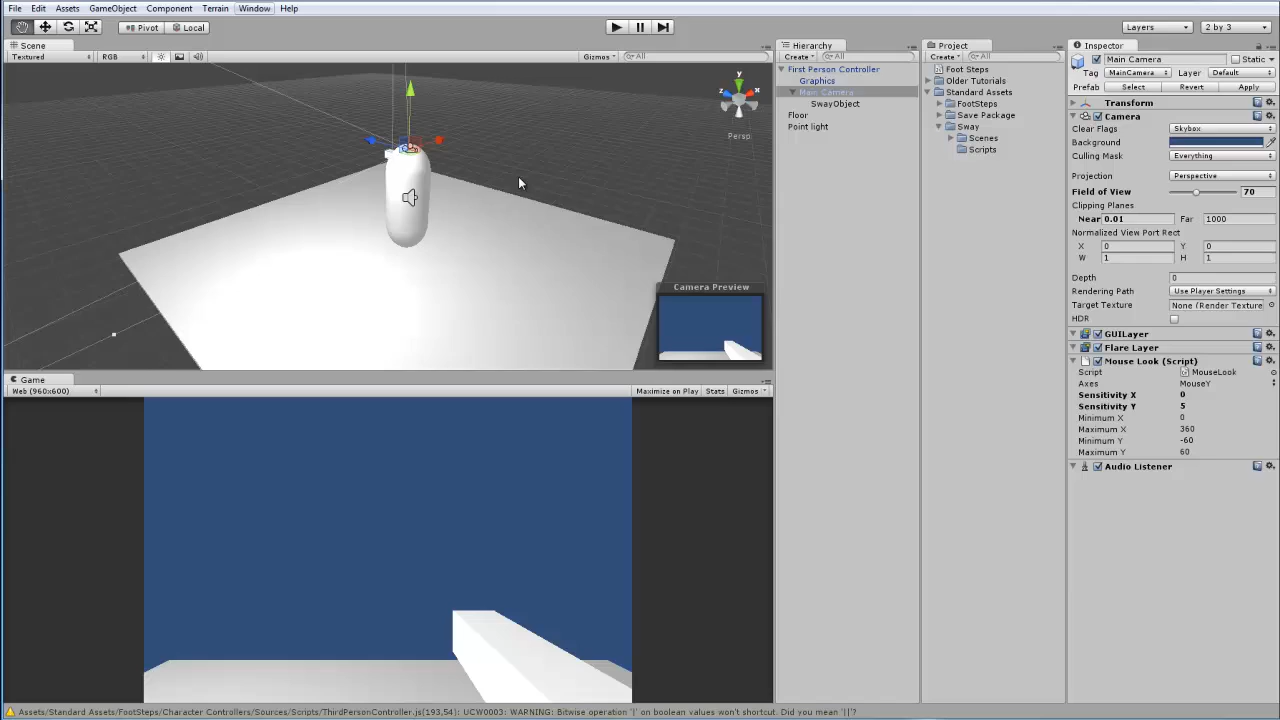 File Edit Assets GameObject Component Terrain Window Help
Pivot Local Layers 2 by 3
Scene
Textured RGB Gizmos All
y
z x
Persp
Camera Preview
Game
Web (960x600) Maximize on Play Stats Gizmos
Hierarchy
Create All
First Person Controller
Graphics
Main Camera
SwayObject
Floor
Point light
Project
Create All
Foot Steps
Older Tutorials
Standard Assets
FootSteps
Save Package
Sway
Scenes
Scripts
Inspector
Main Camera Static
Tag MainCamera Layer Default
Prefab Select Revert Apply
Transform
Camera
Clear Flags Skybox
Background
Culling Mask Everything
Projection Perspective
Field of View 70
Clipping Planes
Near 0.01 Far 1000
Normalized View Port Rect
X 0 Y 0
W 1 H 1
Depth 0
Rendering Path Use Player Settings
Target Texture None (Render Texture
HDR
GUILayer
Flare Layer
Mouse Look (Script)
Script MouseLook
Axes MouseY
Sensitivity X 0
Sensitivity Y 5
Minimum X 0
Maximum X 360
Minimum Y -60
Maximum Y 60
Audio Listener
Assets/Standard Assets/FootSteps/Character Controllers/Sources/Scripts/ThirdPersonController.js(193,54): UCW0003: WARNING: Bitwise operation '|' on boolean values won't shortcut. Did you mean '||'?